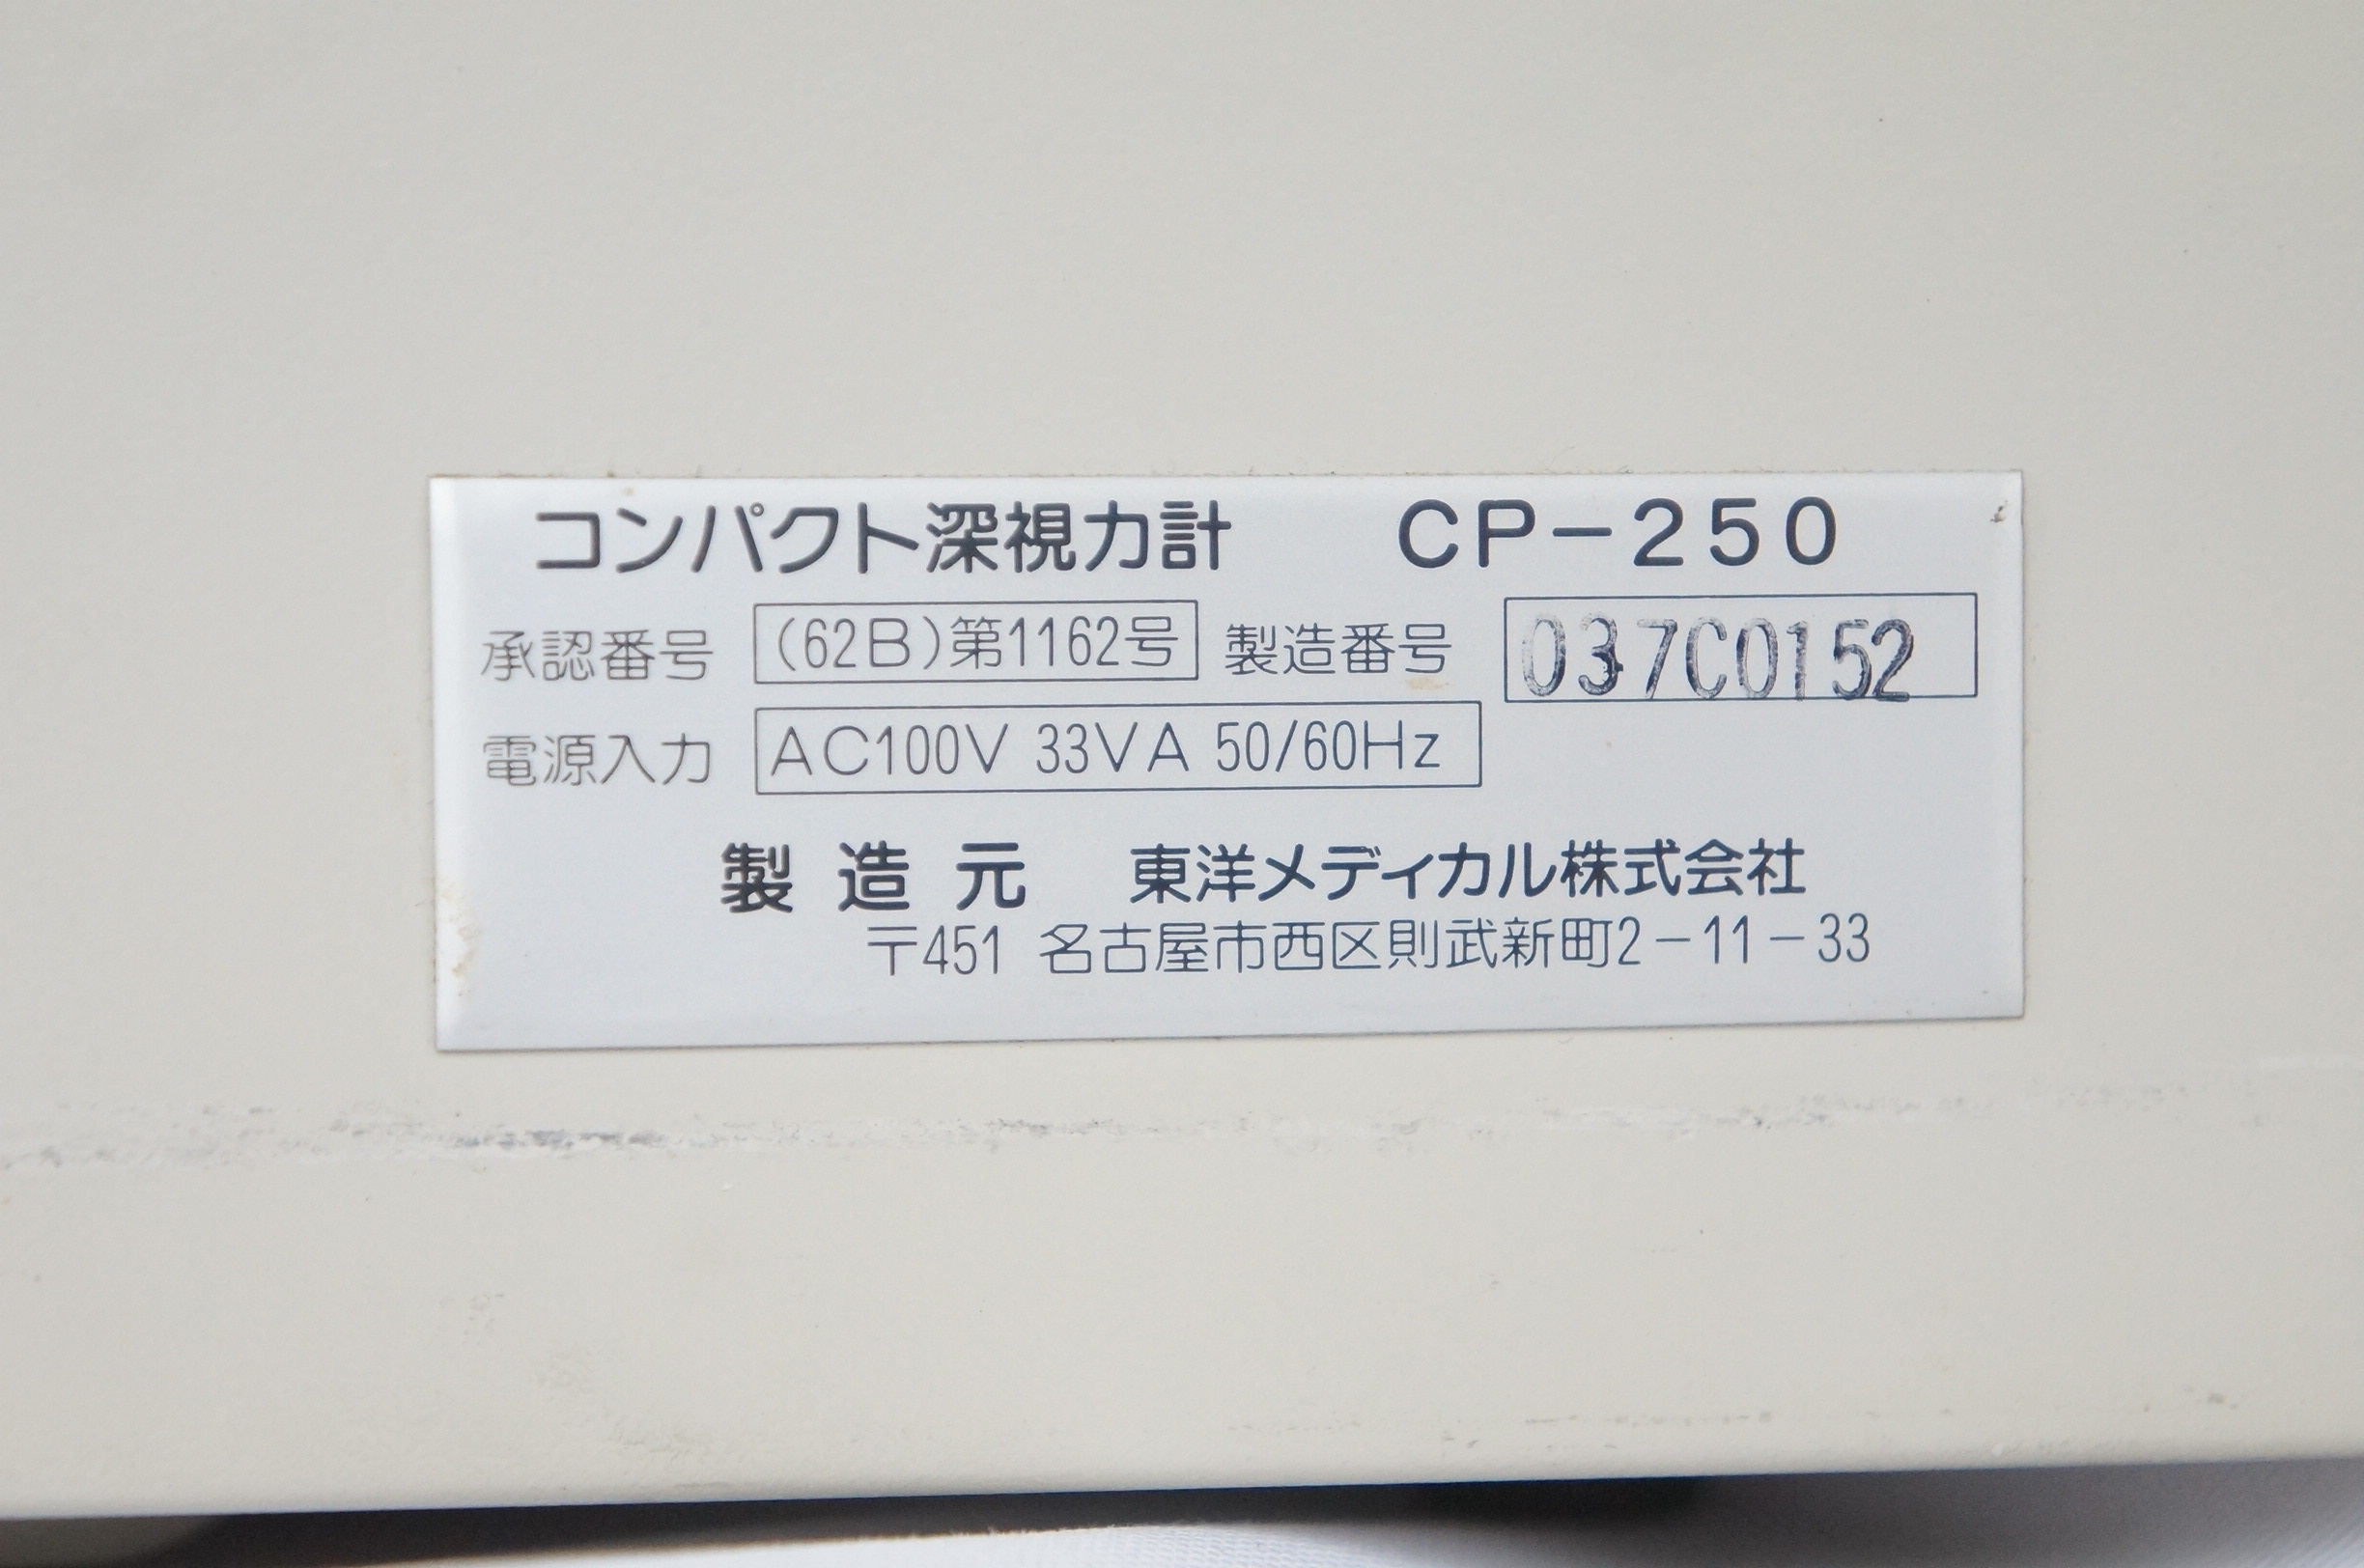 コンパクト深視力計 CP-250
承認番号 (62B)第1162号 製造番号 037C0152
電源入力 AC100V 33VA 50/60Hz
製造元 東洋メディカル株式会社
〒451 名古屋市西区則武新町2-11-33